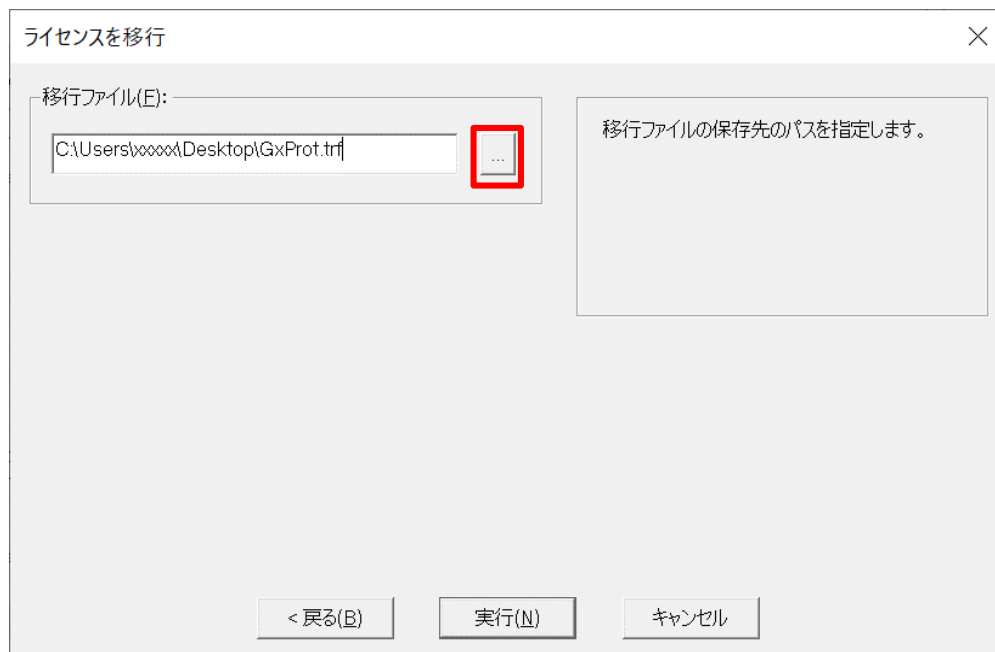 ライセンスを移行
移行ファイル(F):
C:\Users\xxxxx\Desktop\GxProt.trf
...
移行ファイルの保存先のパスを指定します。
< 戻る(B)
実行(N)
キャンセル